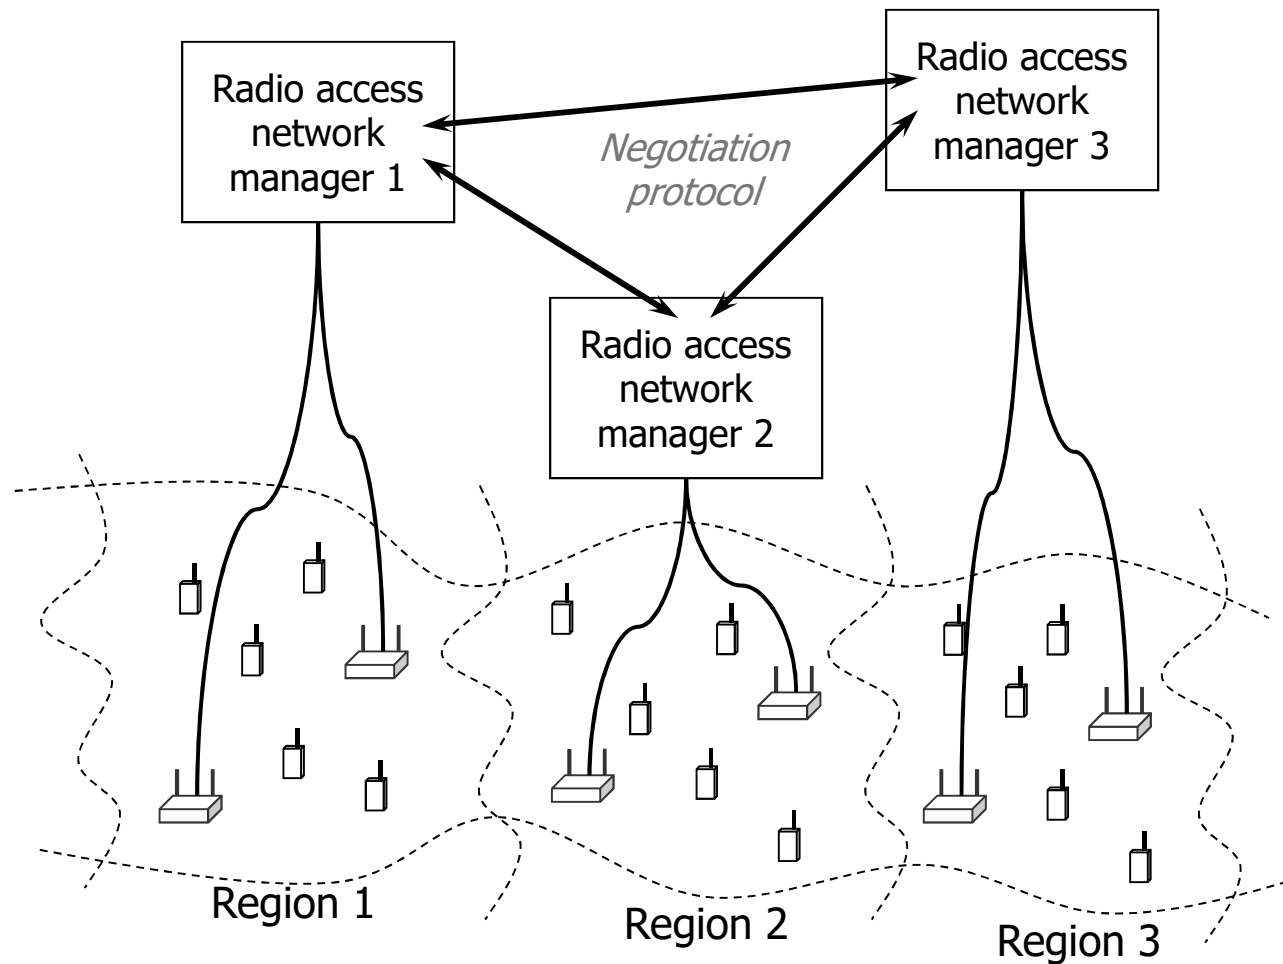 Radio access
network
manager 1
Negotiation
protocol
Radio access
network
manager 3
Radio access
network
manager 2
Region 1
Region 2
Region 3